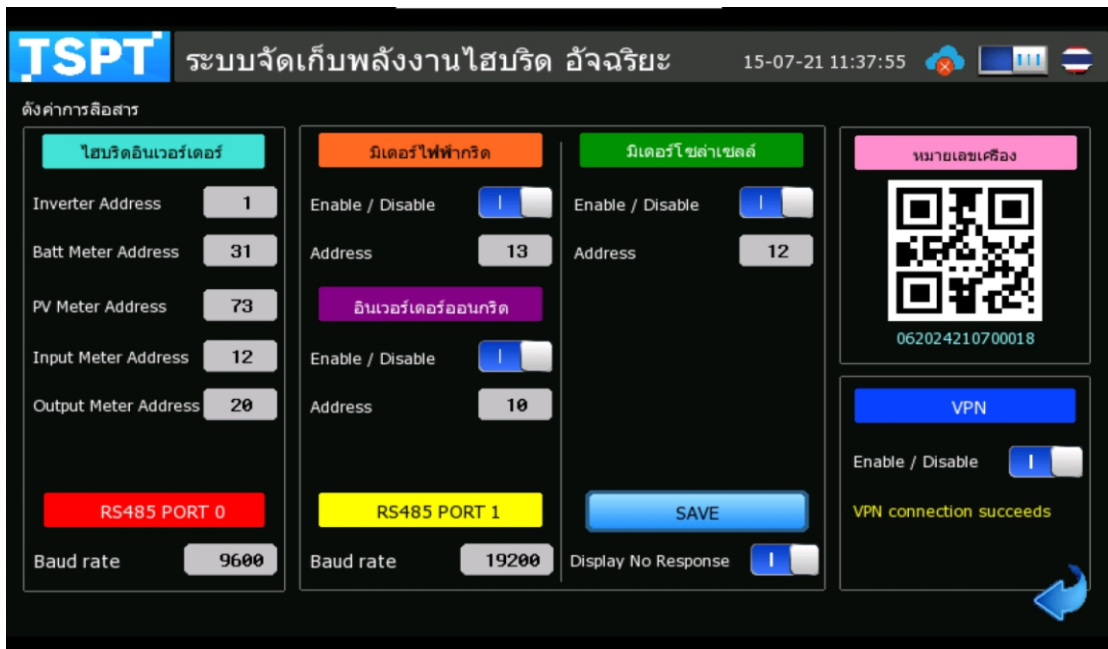 TSPT ระบบจัดเก็บพลังงานไฮบริด อัจฉริยะ 15-07-21 11:37:55
ตั้งค่าการสื่อสาร
ไฮบริดอินเวอร์เตอร์
Inverter Address 1
Batt Meter Address 31
PV Meter Address 73
Input Meter Address 12
Output Meter Address 20
RS485 PORT 0
Baud rate 9600
มิเตอร์ไฟฟ้ากริด
Enable / Disable I
Address 13
อินเวอร์เตอร์ออนกริด
Enable / Disable I
Address 10
RS485 PORT 1
Baud rate 19200
มิเตอร์โซล่าเซลล์
Enable / Disable I
Address 12
SAVE
Display No Response I
หมายเลขเครื่อง
062024210700018
VPN
Enable / Disable I
VPN connection succeeds